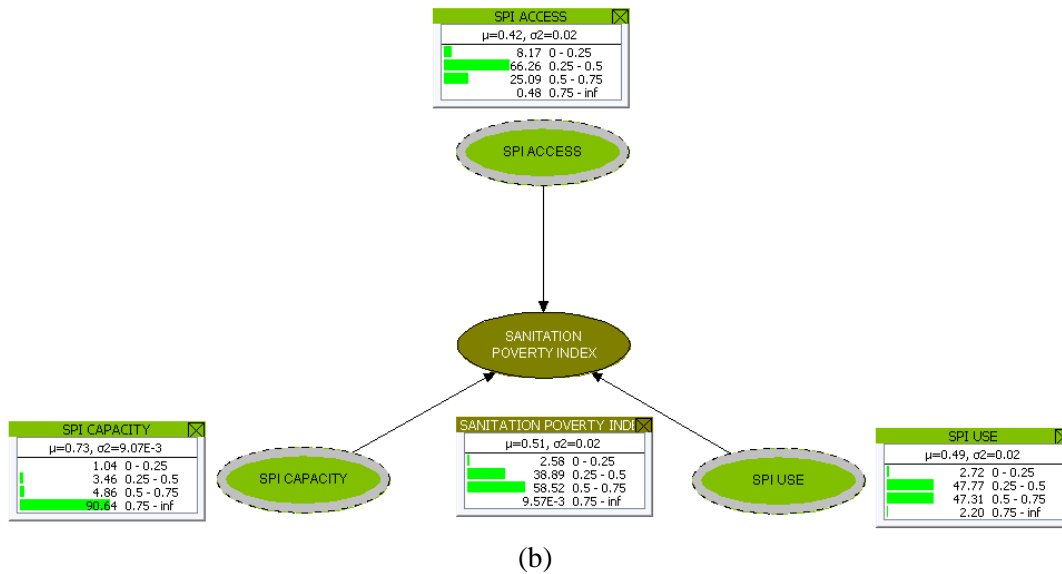 SPI ACCESS
μ=0.42, σ2=0.02
8.17 0 - 0.25
66.26 0.25 - 0.5
25.09 0.5 - 0.75
0.48 0.75 - inf
SPI ACCESS
SANITATION
POVERTY INDEX
SPI CAPACITY
μ=0.73, σ2=9.07E-3
1.04 0 - 0.25
3.46 0.25 - 0.5
4.86 0.5 - 0.75
90.64 0.75 - inf
SPI CAPACITY
SANITATION POVERTY INDE
μ=0.51, σ2=0.02
2.58 0 - 0.25
38.89 0.25 - 0.5
58.52 0.5 - 0.75
9.57E-3 0.75 - inf
SPI USE
SPI USE
μ=0.49, σ2=0.02
2.72 0 - 0.25
47.77 0.25 - 0.5
47.31 0.5 - 0.75
2.20 0.75 - inf
(b)